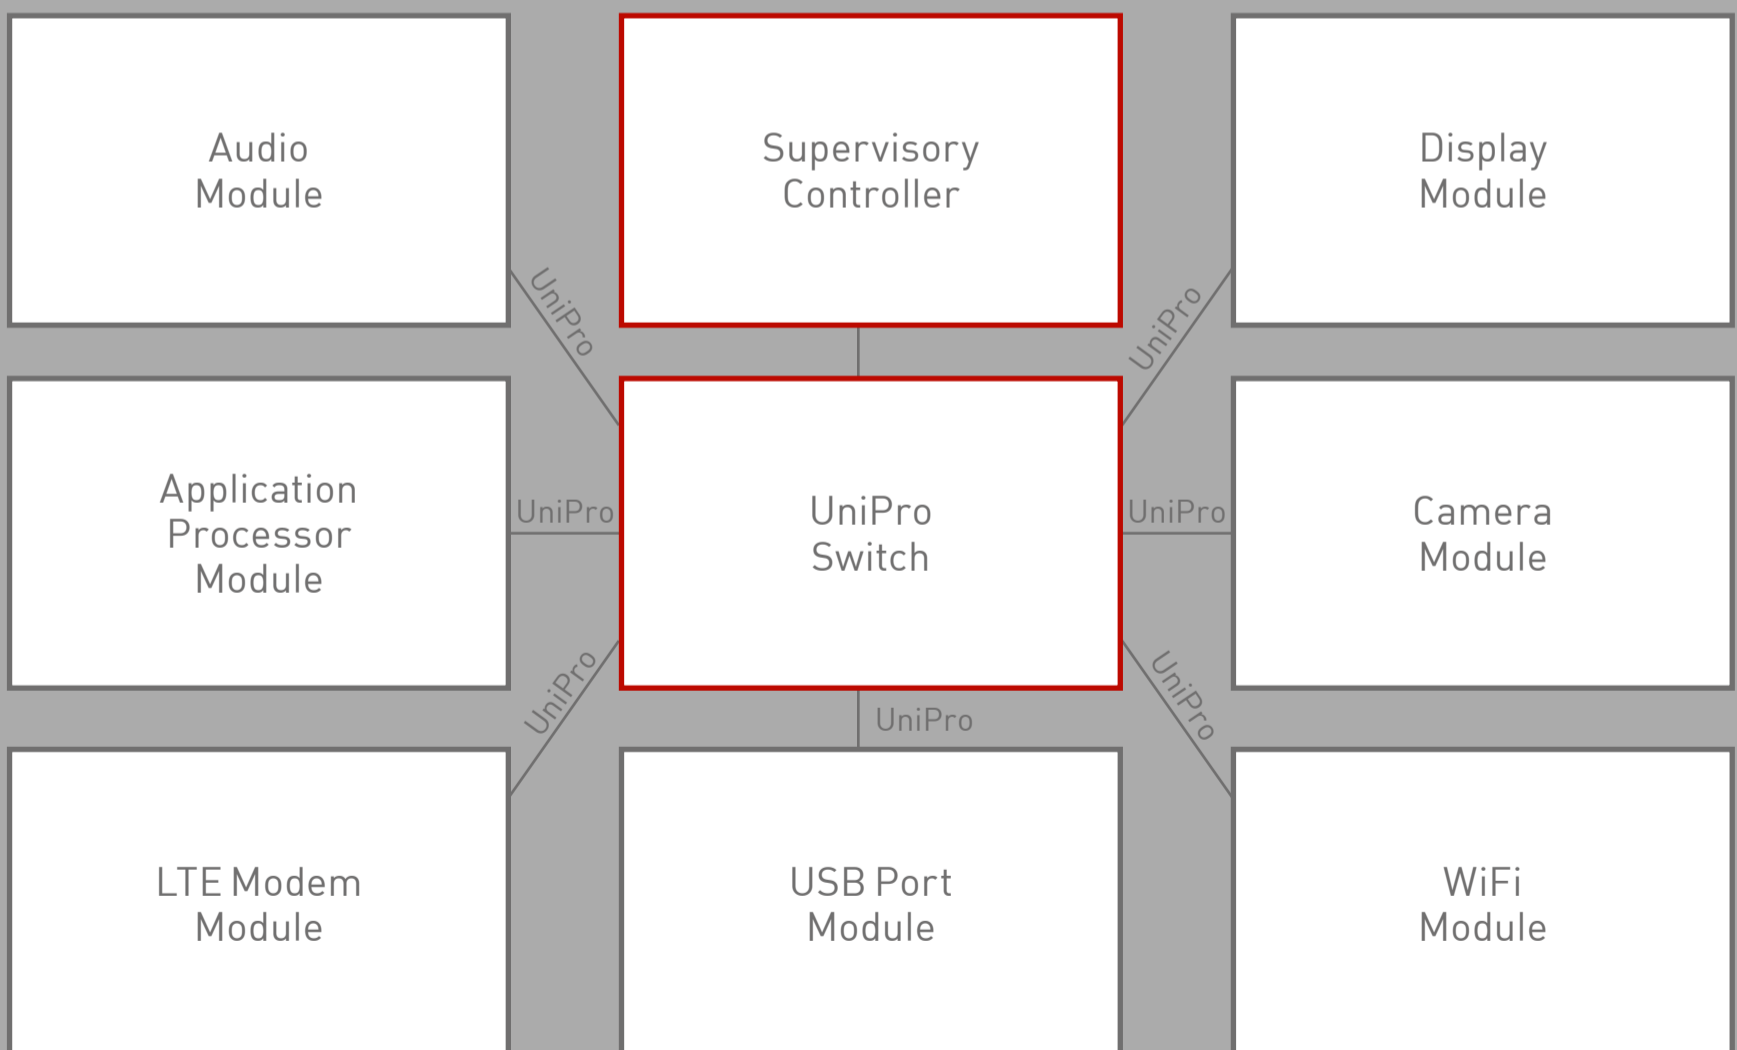 Audio
Module
Supervisory
Controller
Display
Module
UniPro
UniPro
Application
Processor
Module
UniPro
UniPro
Switch
UniPro
Camera
Module
UniPro
UniPro
UniPro
LTE Modem
Module
USB Port
Module
WiFi
Module